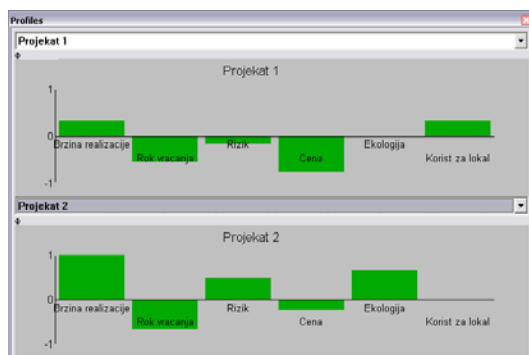 Profiles
Projekat 1
Projekat 1
1
0
Brzina realizacije Rok vracanja Rizik Cena Ekologija Korist za lokal
-1
Projekat 2
Projekat 2
1
0
Brzina realizacije Rok vracanja Rizik Cena Ekologija Korist za lokal
-1